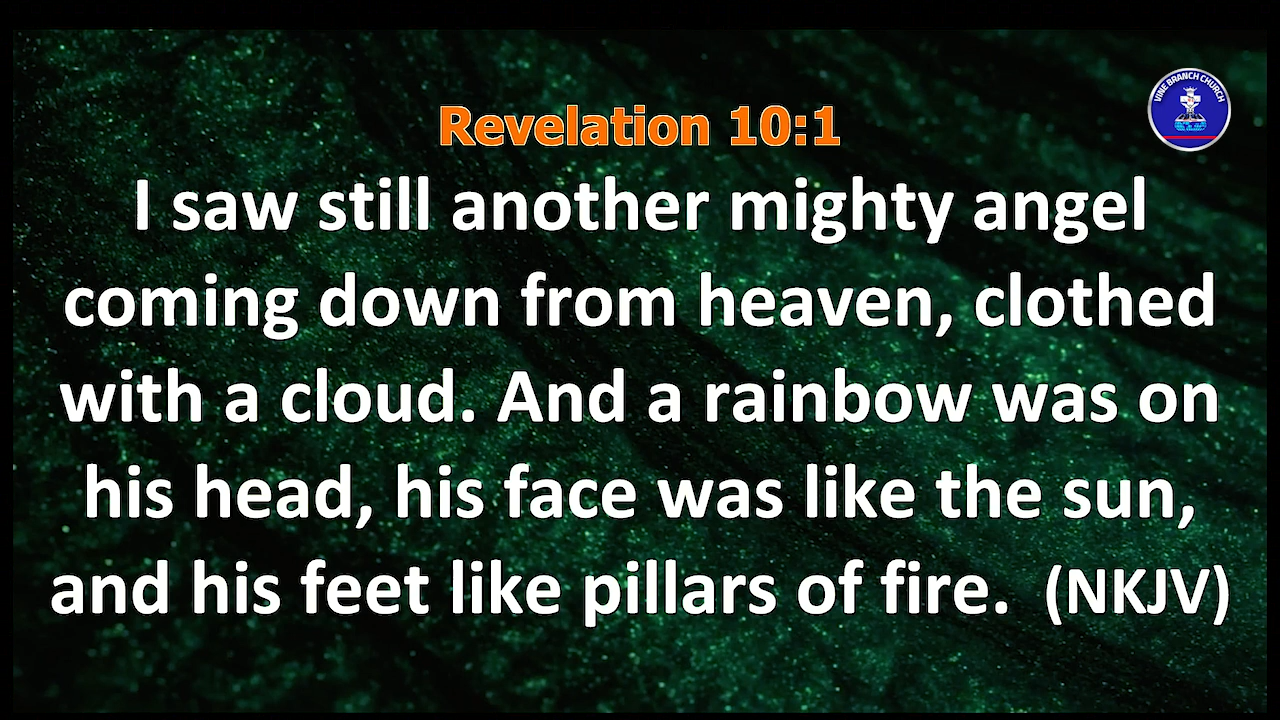 VINE BRANCH CHURCH
Revelation 10:1
I saw still another mighty angel
coming down from heaven, clothed
with a cloud. And a rainbow was on
his head, his face was like the sun,
and his feet like pillars of fire. (NKJV)